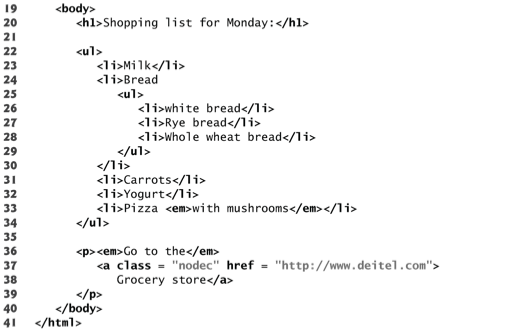 19 <body>
20 <h1>Shopping list for Monday:</h1>
21
22 <ul>
23 <li>Milk</li>
24 <li>Bread
25 <ul>
26 <li>white bread</li>
27 <li>Rye bread</li>
28 <li>Whole wheat bread</li>
29 </ul>
30 </li>
31 <li>Carrots</li>
32 <li>Yogurt</li>
33 <li>Pizza <em>with mushrooms</em></li>
34 </ul>
35
36 <p><em>Go to the</em>
37 <a class = "nodec" href = "http://www.deitel.com">
38 Grocery store</a>
39 </p>
40 </body>
41 </html>